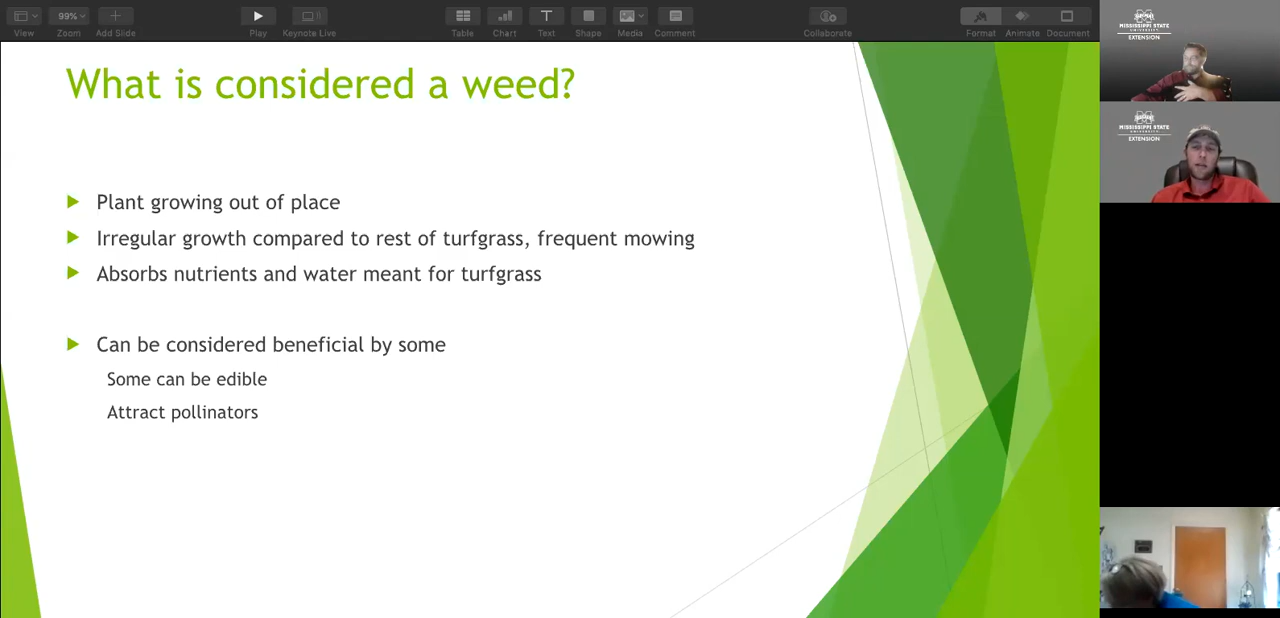 99%
View
Zoom
Add Slide
Play
Keynote Live
Table
Chart
Text
Shape
Media
Comment
Collaborate
Format
Animate
Document
What is considered a weed?
Plant growing out of place
Irregular growth compared to rest of turfgrass, frequent mowing
Absorbs nutrients and water meant for turfgrass
Can be considered beneficial by some
Some can be edible
Attract pollinators
MISSISSIPPI STATE
UNIVERSITY
EXTENSION
MISSISSIPPI STATE
UNIVERSITY
EXTENSION